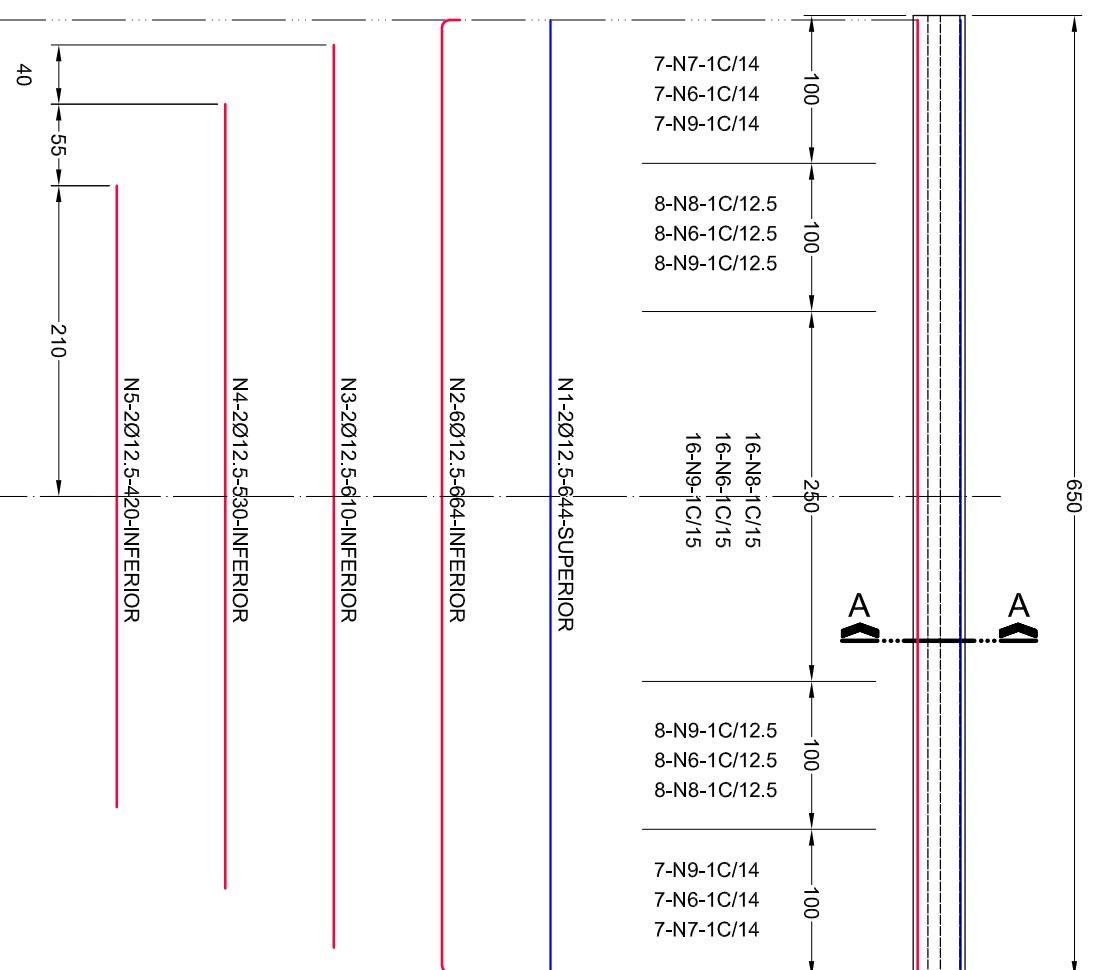 7-N7-1C/14
7-N6-1C/14
7-N9-1C/14
100
8-N8-1C/12.5
8-N6-1C/12.5
8-N9-1C/12.5
100
16-N8-1C/15
16-N6-1C/15
16-N9-1C/15
250
8-N9-1C/12.5
8-N6-1C/12.5
8-N8-1C/12.5
100
7-N9-1C/14
7-N6-1C/14
7-N7-1C/14
100
650
A
A
N1-2Ø12.5-644-SUPERIOR
N2-6Ø12.5-664-INFERIOR
N3-2Ø12.5-610-INFERIOR
N4-2Ø12.5-530-INFERIOR
N5-2Ø12.5-420-INFERIOR
40
55
210